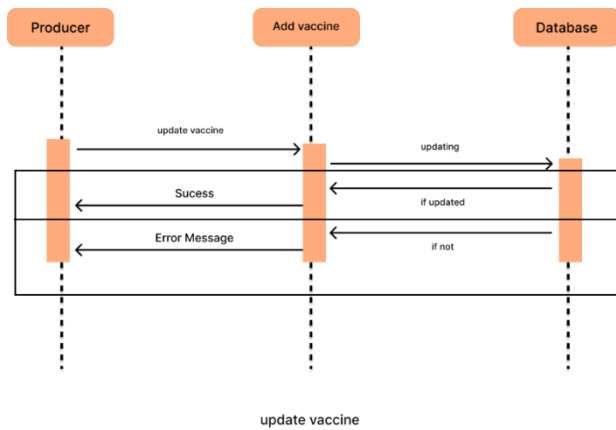 Producer
Add vaccine
Database
update vaccine
updating
Sucess
if updated
Error Message
if not
update vaccine